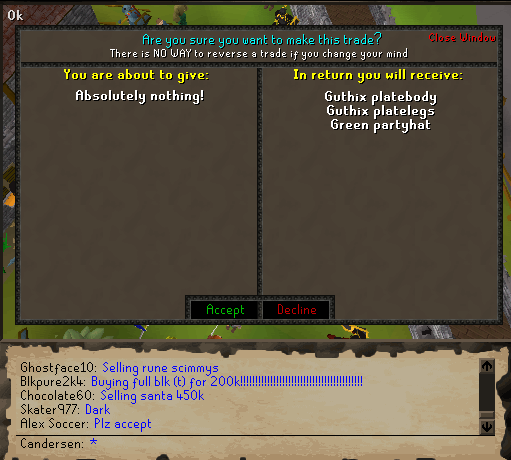 Ok
Are you sure you want to make this trade?
Close Window
There is NO WAY to reverse a trade if you change your mind
You are about to give:
Absolutely nothing!
In return you will receive:
Guthix platebody
Guthix platelegs
Green partyhat
Accept
Decline
Ghostface10: Selling rune scimmys
Blkpure2k4: Buying full blk (t) for 200k!!!!!!!!!!!!!!!!!!!!!!!!!!!!!!!!!!!!!!!!!
Chocolate60: Selling santa 450k
Skater977: Dark
Alex Soccer: Plz accept
Candersen: *